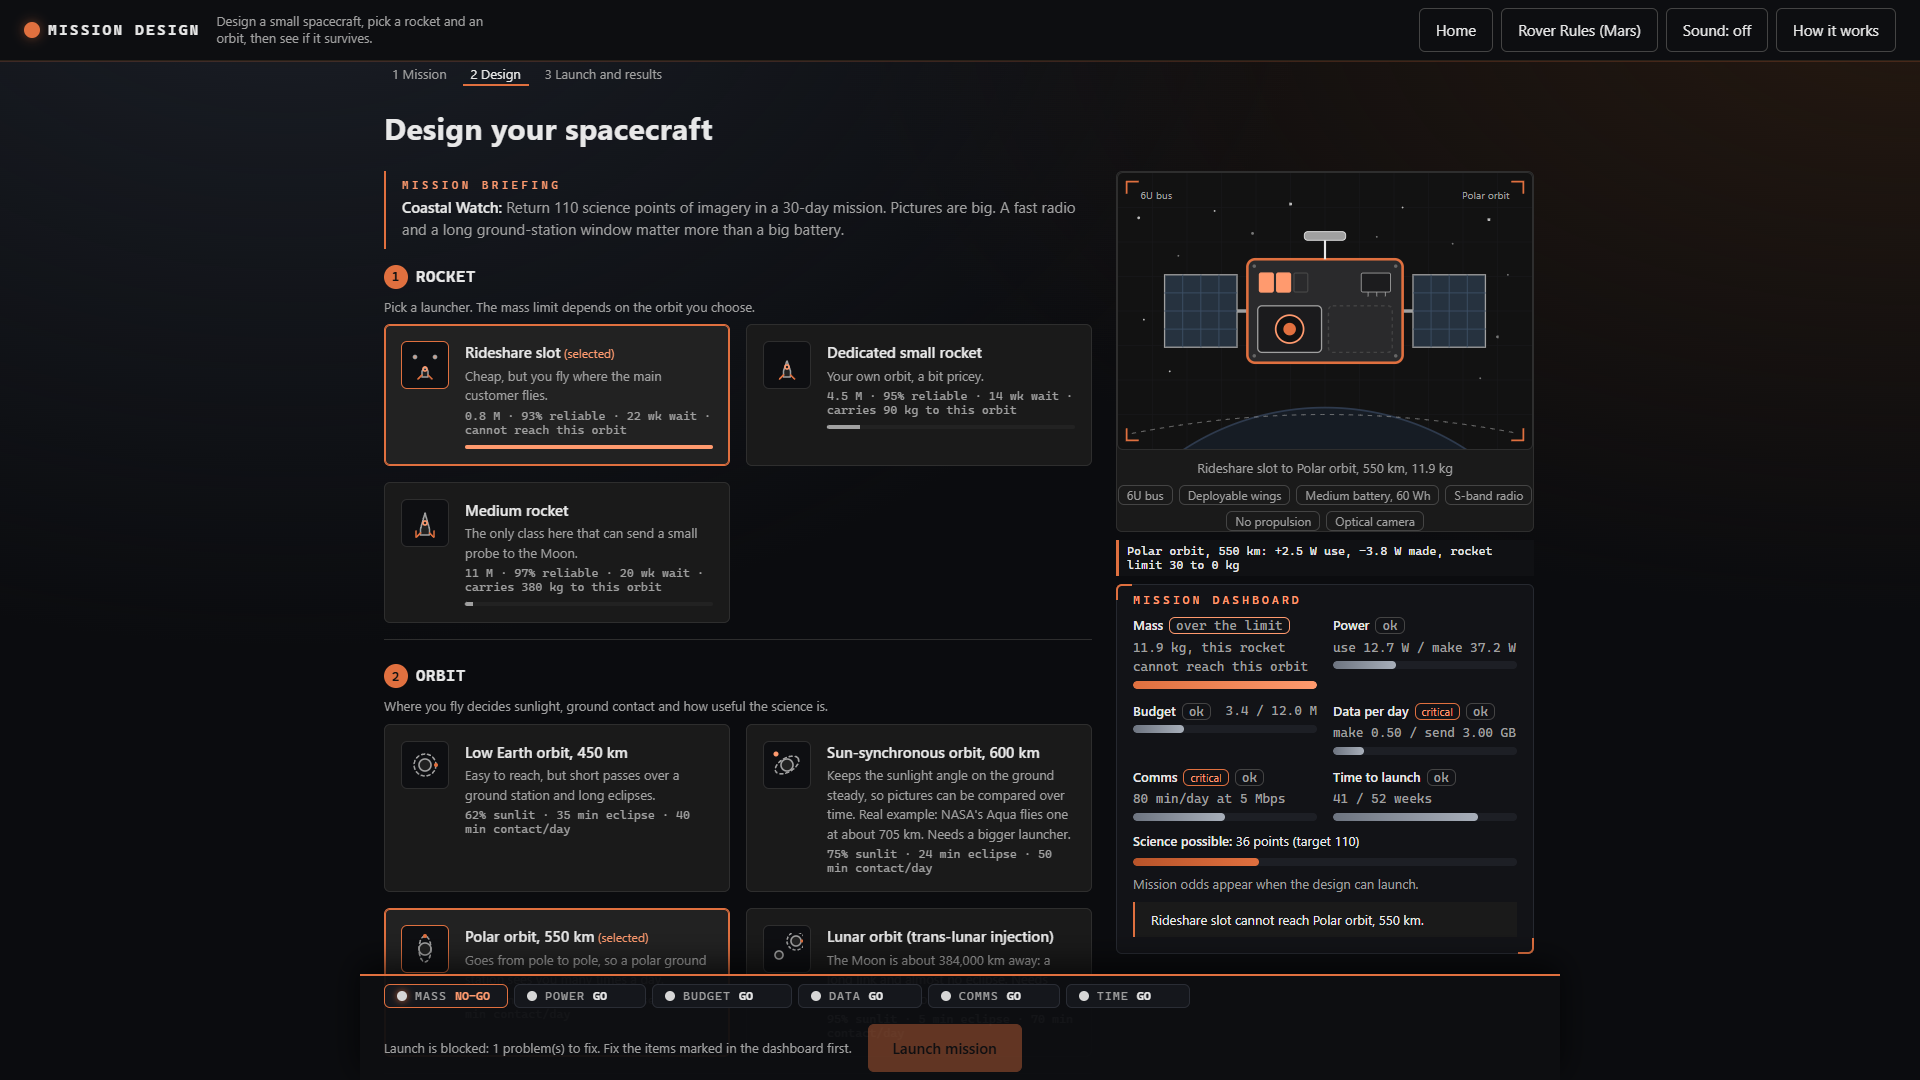 MISSION DESIGN
Design a small spacecraft, pick a rocket and an
orbit, then see if it survives.
Home
Rover Rules (Mars)
Sound: off
How it works
1 Mission
2 Design
3 Launch and results
Design your spacecraft
MISSION BRIEFING
Coastal Watch: Return 110 science points of imagery in a 30-day mission. Pictures are big. A fast radio
and a long ground-station window matter more than a big battery.
1 ROCKET
Pick a launcher. The mass limit depends on the orbit you choose.
Rideshare slot (selected)
Cheap, but you fly where the main
customer flies.
0.8 M · 93% reliable · 22 wk wait ·
cannot reach this orbit
Dedicated small rocket
Your own orbit, a bit pricey.
4.5 M · 95% reliable · 14 wk wait ·
carries 90 kg to this orbit
Medium rocket
The only class here that can send a small
probe to the Moon.
11 M · 97% reliable · 20 wk wait ·
carries 380 kg to this orbit
2 ORBIT
Where you fly decides sunlight, ground contact and how useful the science is.
Low Earth orbit, 450 km
Easy to reach, but short passes over a
ground station and long eclipses.
62% sunlit · 35 min eclipse · 40
min contact/day
Sun-synchronous orbit, 600 km
Keeps the sunlight angle on the ground
steady, so pictures can be compared over
time. Real example: NASA's Aqua flies one
at about 705 km. Needs a bigger launcher.
75% sunlit · 24 min eclipse · 50
min contact/day
Polar orbit, 550 km (selected)
Goes from pole to pole, so a polar ground
min contact/day
Lunar orbit (trans-lunar injection)
The Moon is about 384,000 km away: a
6U bus
Polar orbit
Rideshare slot to Polar orbit, 550 km, 11.9 kg
6U bus
Deployable wings
Medium battery, 60 Wh
S-band radio
No propulsion
Optical camera
Polar orbit, 550 km: +2.5 W use, −3.8 W made, rocket
limit 30 to 0 kg
MISSION DASHBOARD
Mass over the limit
11.9 kg, this rocket
cannot reach this orbit
Power ok
use 12.7 W / make 37.2 W
Budget ok 3.4 / 12.0 M
Data per day critical ok
make 0.50 / send 3.00 GB
Comms critical ok
80 min/day at 5 Mbps
Time to launch ok
41 / 52 weeks
Science possible: 36 points (target 110)
Mission odds appear when the design can launch.
Rideshare slot cannot reach Polar orbit, 550 km.
MASS NO-GO
POWER GO
BUDGET GO
DATA GO
COMMS GO
TIME GO
Launch is blocked: 1 problem(s) to fix. Fix the items marked in the dashboard first.
Launch mission